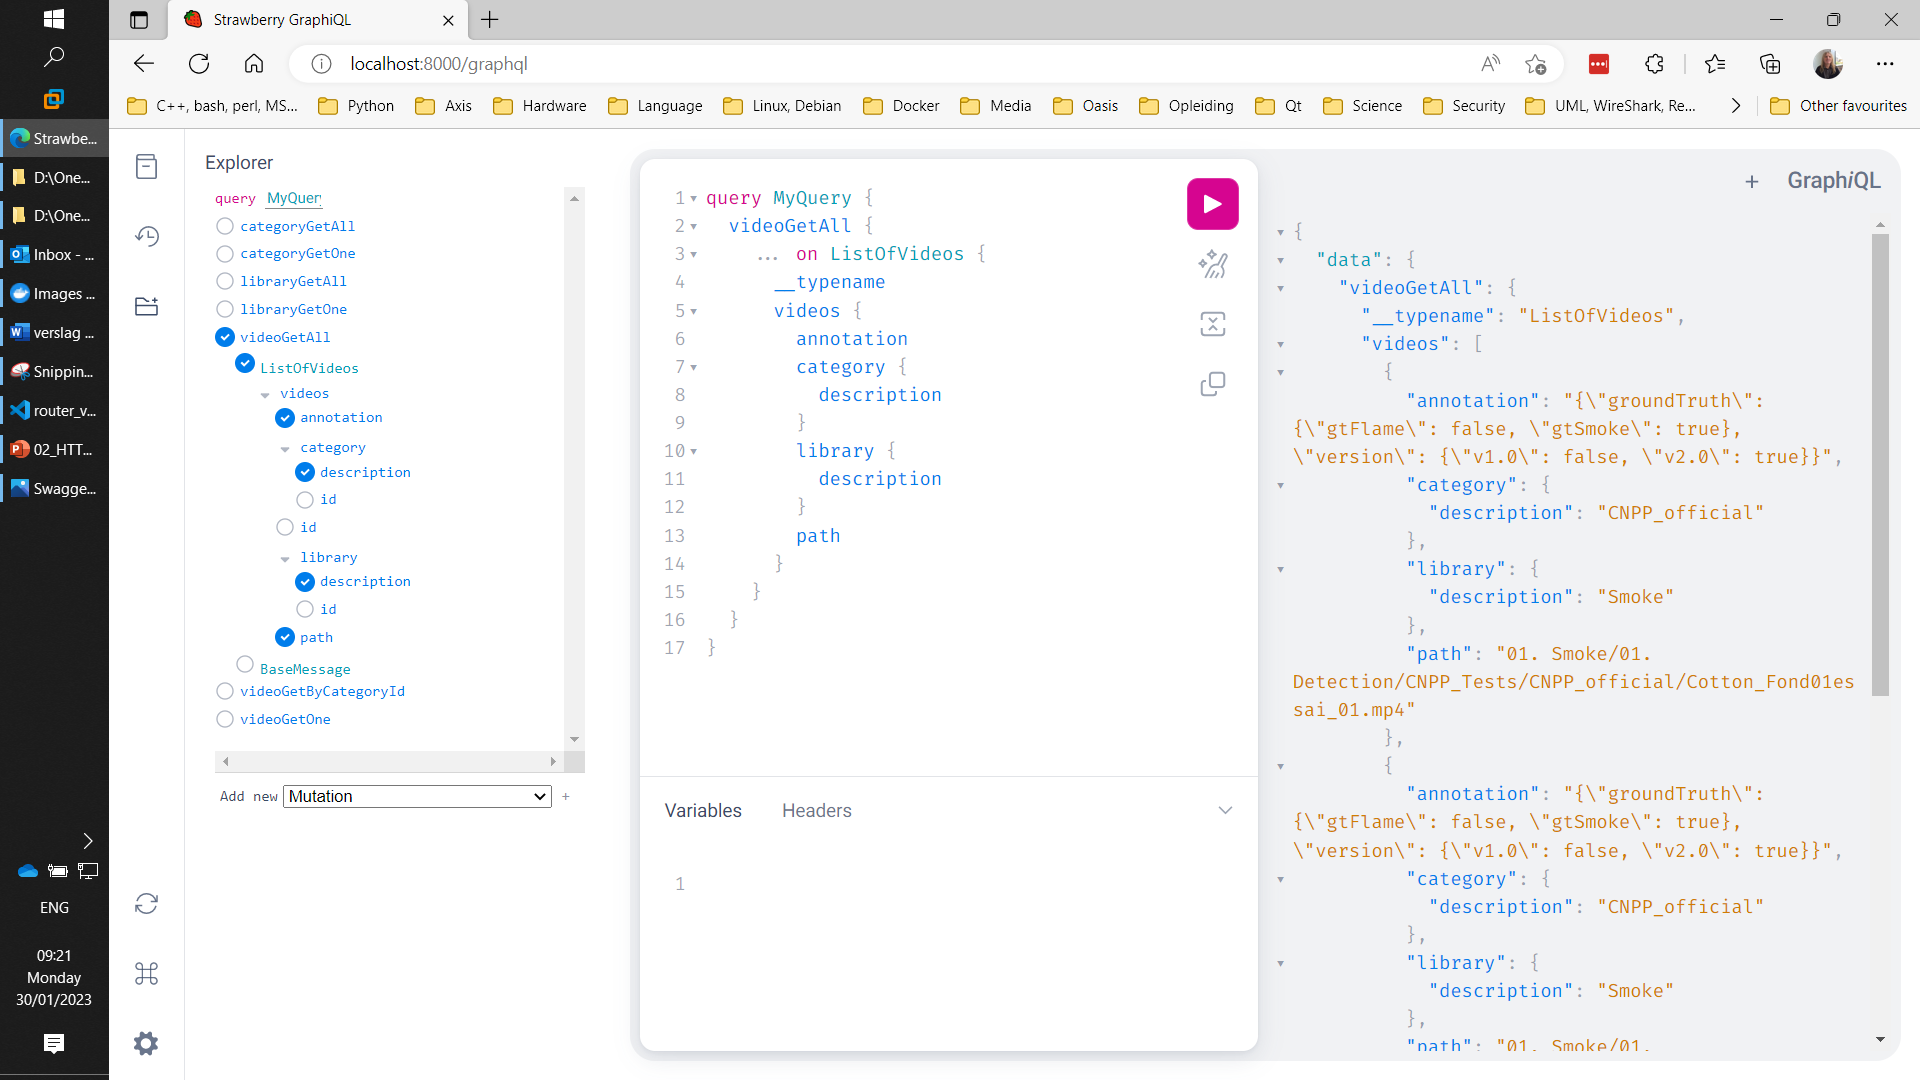 Strawberry GraphiQL
localhost:8000/graphql
C++, bash, perl, MS...
Python
Axis
Hardware
Language
Linux, Debian
Docker
Media
Oasis
Opleiding
Qt
Science
Security
UML, WireShark, Re...
Other favourites
Strawbe...
D:\One...
D:\One...
Inbox - ...
Images ...
verslag ...
Snippin...
router_v...
02_HTT...
Swagge...
ENG
09:21
Monday
30/01/2023
Explorer
query MyQuer
categoryGetAll
categoryGetOne
libraryGetAll
libraryGetOne
videoGetAll
ListOfVideos
videos
annotation
category
description
id
id
library
description
id
path
BaseMessage
videoGetByCategoryId
videoGetOne
Add new Mutation +
1 query MyQuery {
2 videoGetAll {
3 ... on ListOfVideos {
4 __typename
5 videos {
6 annotation
7 category {
8 description
9 }
10 library {
11 description
12 }
13 path
14 }
15 }
16 }
17 }
Variables Headers
1
+ GraphiQL
{
"data": {
"videoGetAll": {
"__typename": "ListOfVideos",
"videos": [
{
"annotation": "{\"groundTruth\":
{\"gtFlame\": false, \"gtSmoke\": true},
\"version\": {\"v1.0\": false, \"v2.0\": true}}",
"category": {
"description": "CNPP_official"
},
"library": {
"description": "Smoke"
},
"path": "01. Smoke/01.
Detection/CNPP_Tests/CNPP_official/Cotton_Fond01es
sai_01.mp4"
},
{
"annotation": "{\"groundTruth\":
{\"gtFlame\": false, \"gtSmoke\": true},
\"version\": {\"v1.0\": false, \"v2.0\": true}}",
"category": {
"description": "CNPP_official"
},
"library": {
"description": "Smoke"
},
"path": "01. Smoke/01.